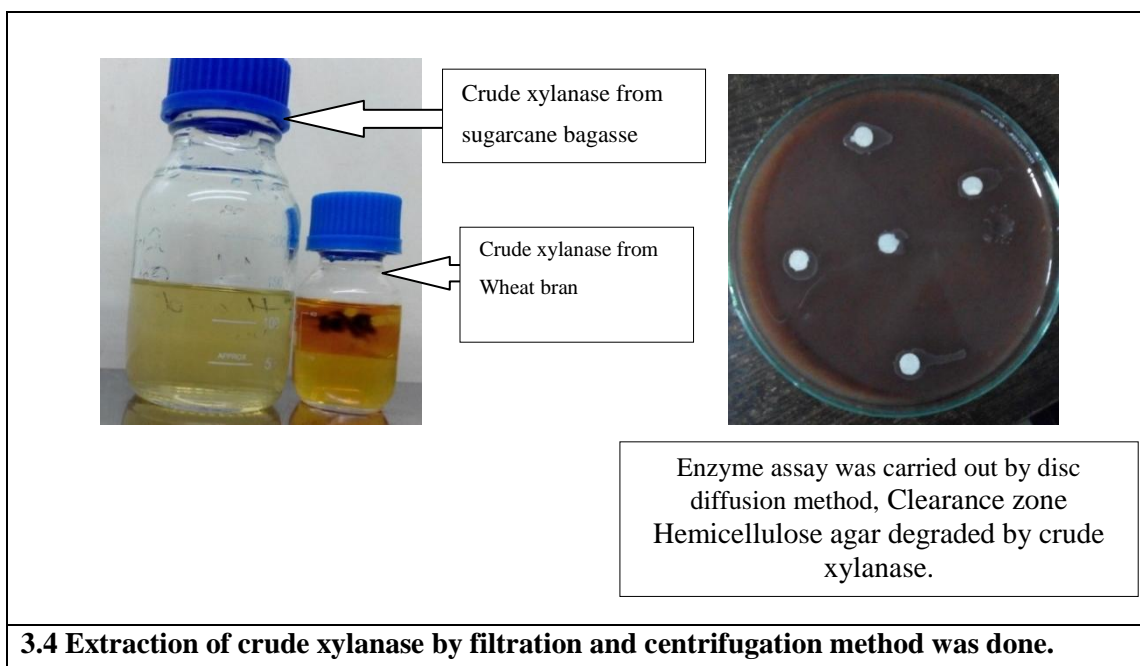 Crude xylanase from
sugarcane bagasse
Crude xylanase from
Wheat bran
100
APPROX
Enzyme assay was carried out by disc
diffusion method, Clearance zone
Hemicellulose agar degraded by crude
xylanase.
3.4 Extraction of crude xylanase by filtration and centrifugation method was done.